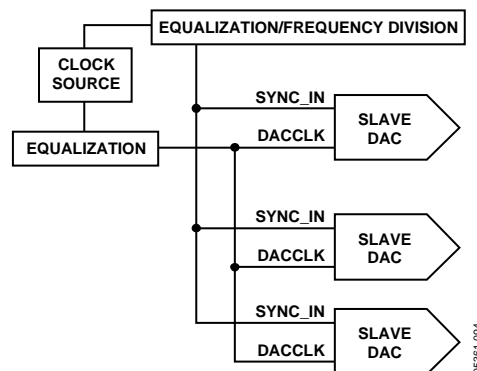 EQUALIZATION/FREQUENCY DIVISION
CLOCK
SOURCE
EQUALIZATION
SYNC_IN
DACCLK
SLAVE
DAC
SYNC_IN
DACCLK
SLAVE
DAC
SYNC_IN
DACCLK
SLAVE
DAC